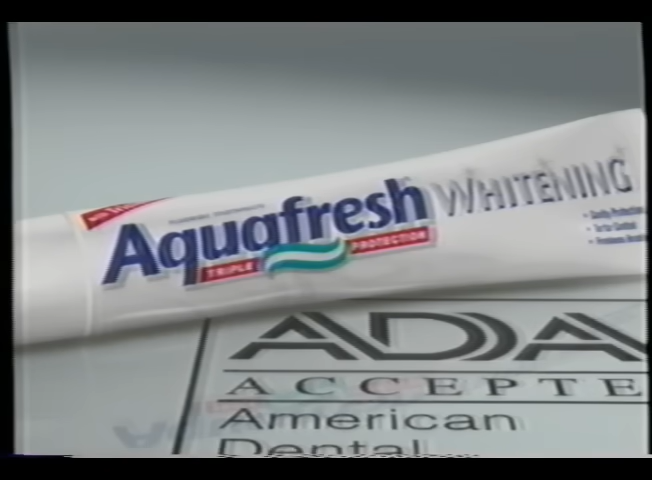 Aquafresh WHITENING
TRIPLE PROTECTION
ADA
ACCEPTE
American
Dental